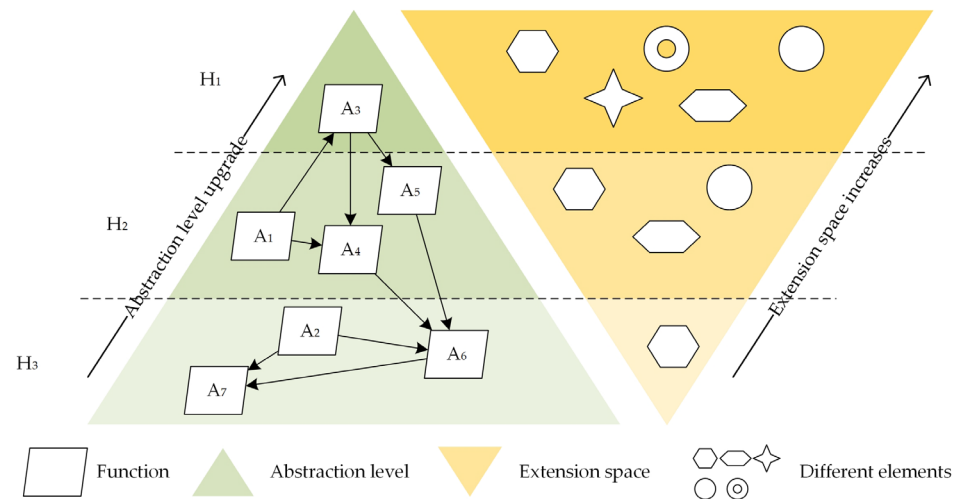 H1
A3
Abstraction level upgrade
Extension space increases
A5
H2
A1
A4
A2
A6
H3
A7
Function
Abstraction level
Extension space
Different elements